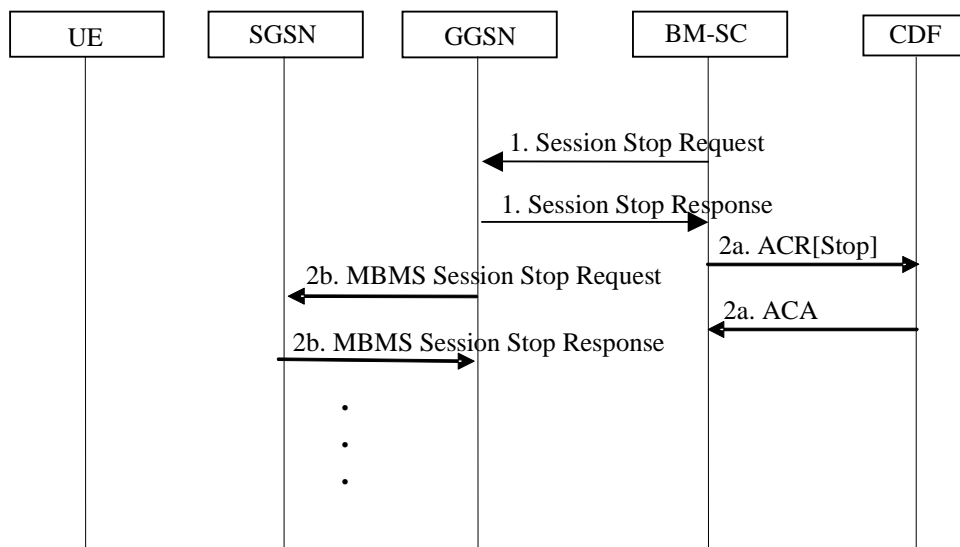 UE
SGSN
GGSN
BM-SC
CDF
1. Session Stop Request
1. Session Stop Response
2a. ACR[Stop]
2b. MBMS Session Stop Request
2a. ACA
2b. MBMS Session Stop Response